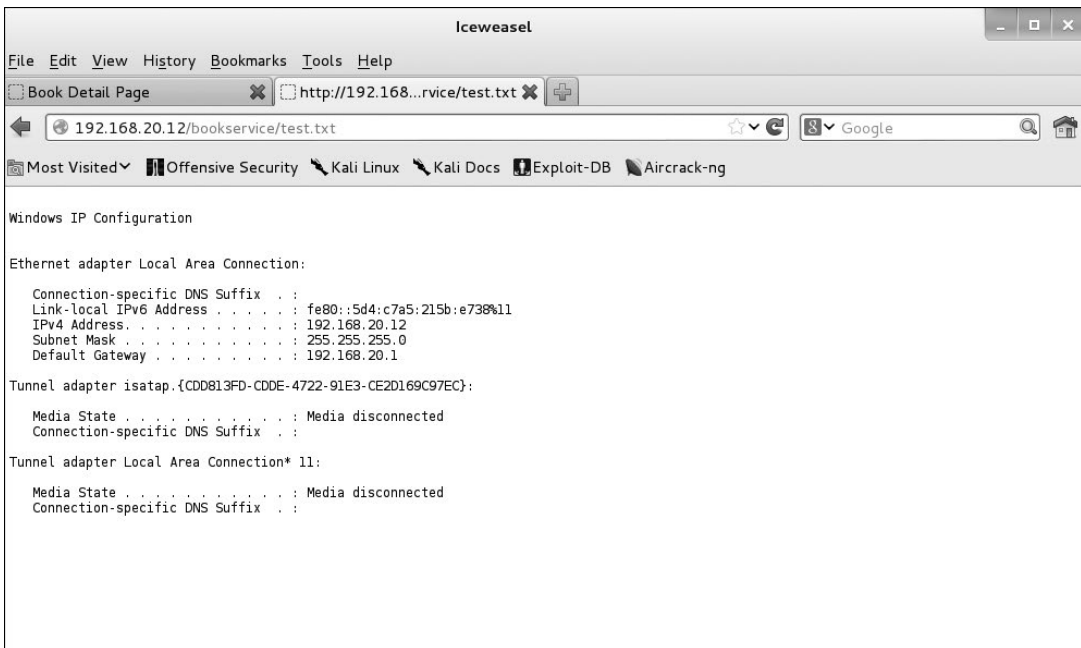 Iceweasel
File Edit View History Bookmarks Tools Help
Book Detail Page
http://192.168...rvice/test.txt
192.168.20.12/bookservice/test.txt
8 Google
Most Visited Offensive Security Kali Linux Kali Docs Exploit-DB Aircrack-ng
Windows IP Configuration
Ethernet adapter Local Area Connection:
Connection-specific DNS Suffix . :
Link-local IPv6 Address . . . . . : fe80::5d4:c7a5:215b:e738%11
IPv4 Address. . . . . . . . . . . : 192.168.20.12
Subnet Mask . . . . . . . . . . . : 255.255.255.0
Default Gateway . . . . . . . . . : 192.168.20.1
Tunnel adapter isatap.{CDD813FD-CDDE-4722-91E3-CE2D169C97EC}:
Media State . . . . . . . . . . . : Media disconnected
Connection-specific DNS Suffix . :
Tunnel adapter Local Area Connection* 11:
Media State . . . . . . . . . . . : Media disconnected
Connection-specific DNS Suffix . :